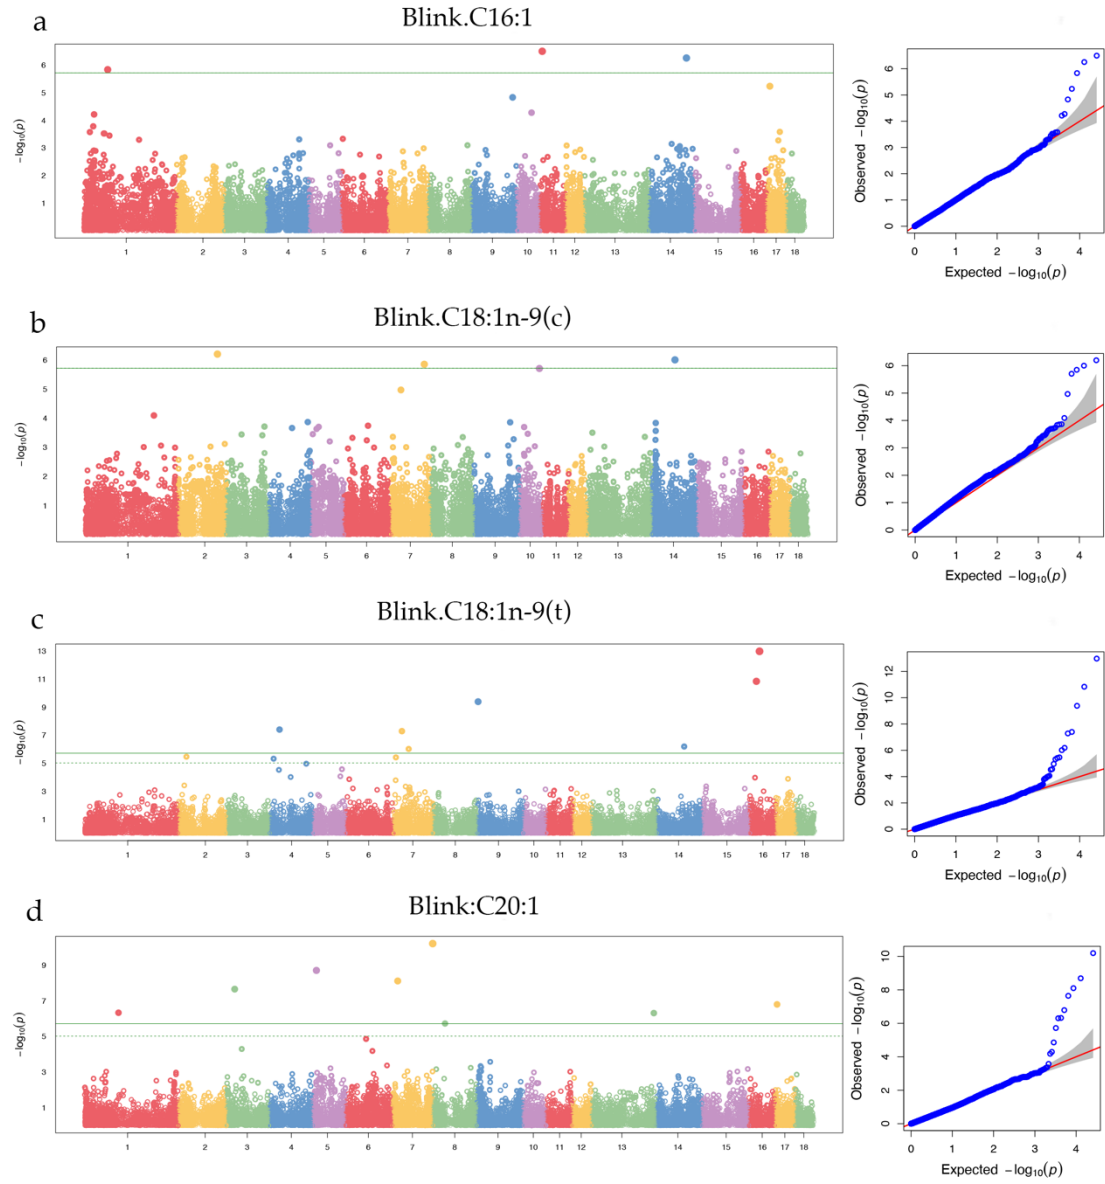 a
Blink.C16:1
−log10(p)
6
5
4
3
2
1
1 2 3 4 5 6 7 8 9 10 11 12 13 14 15 16 17 18
Observed −log10(p)
6
5
4
3
2
1
0
0 1 2 3 4
Expected −log10(p)
b
Blink.C18:1n-9(c)
−log10(p)
6
5
4
3
2
1
1 2 3 4 5 6 7 8 9 10 11 12 13 14 15 16 17 18
Observed −log10(p)
6
5
4
3
2
1
0
0 1 2 3 4
Expected −log10(p)
c
Blink.C18:1n-9(t)
−log10(p)
13
11
9
7
5
3
1
1 2 3 4 5 6 7 8 9 10 11 12 13 14 15 16 17 18
Observed −log10(p)
12
10
8
6
4
2
0
0 1 2 3 4
Expected −log10(p)
d
Blink:C20:1
−log10(p)
9
7
5
3
1
1 2 3 4 5 6 7 8 9 10 11 12 13 14 15 16 17 18
Observed −log10(p)
10
8
6
4
2
0
0 1 2 3 4
Expected −log10(p)